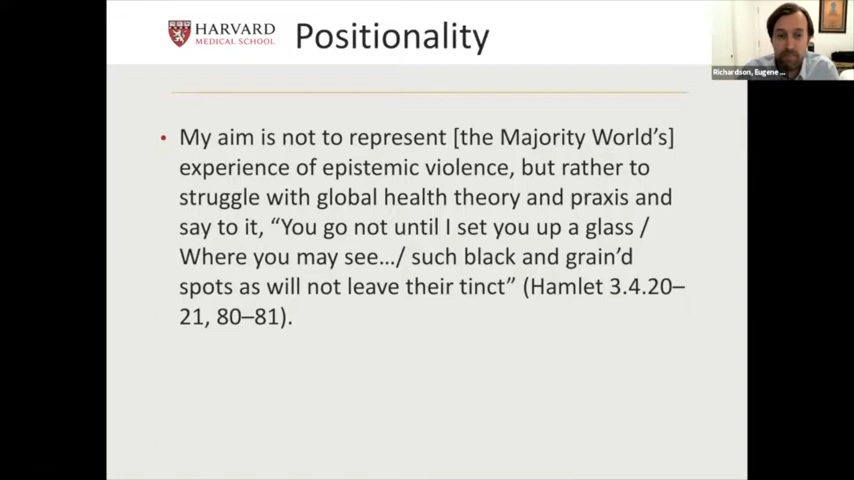 HARVARD
MEDICAL SCHOOL
Positionality
Richardson, Eugene ...
• My aim is not to represent [the Majority World’s]
experience of epistemic violence, but rather to
struggle with global health theory and praxis and
say to it, “You go not until I set you up a glass /
Where you may see…/ such black and grain’d
spots as will not leave their tinct” (Hamlet 3.4.20–
21, 80–81).